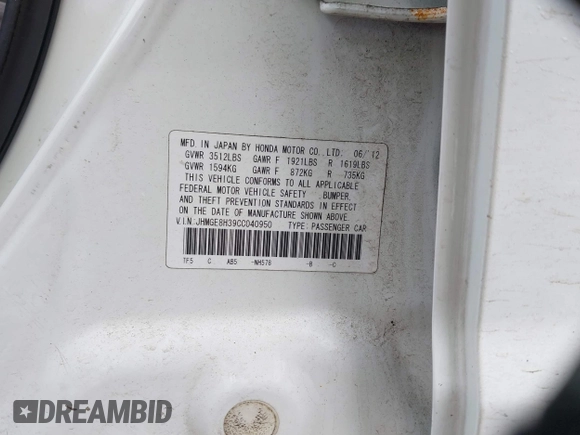 MFD. IN JAPAN BY HONDA MOTOR CO., LTD. 06/12
GVWR 3512LBS GAWR F 1921LBS R 1619LBS
GVWR 1594KG GAWR F 872KG R 735KG
THIS VEHICLE CONFORMS TO ALL APPLICABLE
FEDERAL MOTOR VEHICLE SAFETY, BUMPER,
AND THEFT PREVENTION STANDARDS IN EFFECT
ON THE DATE OF MANUFACTURE SHOWN ABOVE.
V.I.N: JHMGE8H39CC040950 TYPE: PASSENGER CAR
TF5 C AB5 -NH578 -B -C
DREAMBID